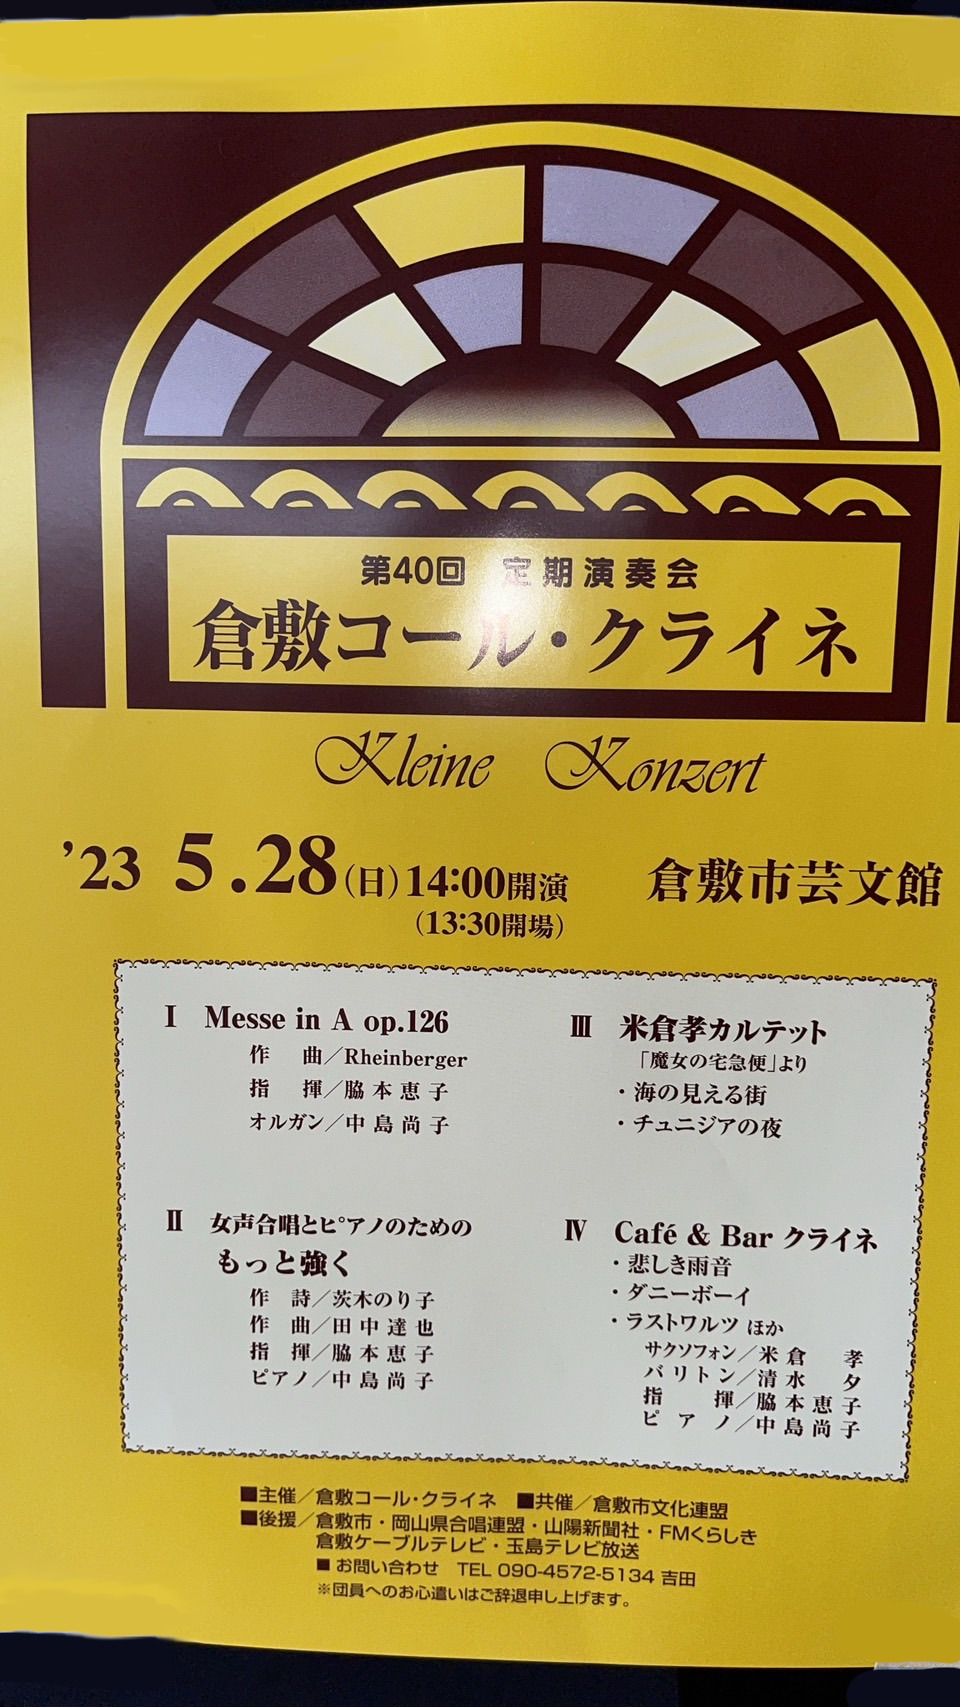 第40回 定期演奏会
倉敷コール・クライネ
Kleine Konzert
'23 5.28(日)14:00開演 倉敷市芸文館
(13:30開場)
Ⅰ Messe in A op.126
作 曲／Rheinberger
指 揮／脇本恵子
オルガン／中島尚子
Ⅱ 女声合唱とピアノのための
もっと強く
作 詩／茨木のり子
作 曲／田中達也
指 揮／脇本恵子
ピアノ／中島尚子
Ⅲ 米倉孝カルテット
「魔女の宅急便」より
・海の見える街
・チュニジアの夜
Ⅳ Café & Bar クライネ
・悲しき雨音
・ダニーボーイ
・ラストワルツ ほか
サクソフォン／米倉 孝
バリトン／清水 夕
指 揮／脇本恵子
ピアノ／中島尚子
■主催／倉敷コール・クライネ ■共催／倉敷市文化連盟
■後援／倉敷市・岡山県合唱連盟・山陽新聞社・FMくらしき
倉敷ケーブルテレビ・玉島テレビ放送
■お問い合わせ TEL 090-4572-5134 吉田
※団員へのお心遣いはご辞退申し上げます。